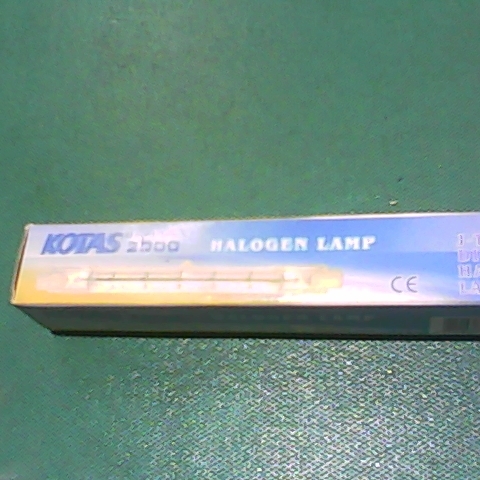 KOTAS 2500 HALOGEN LAMP
CE